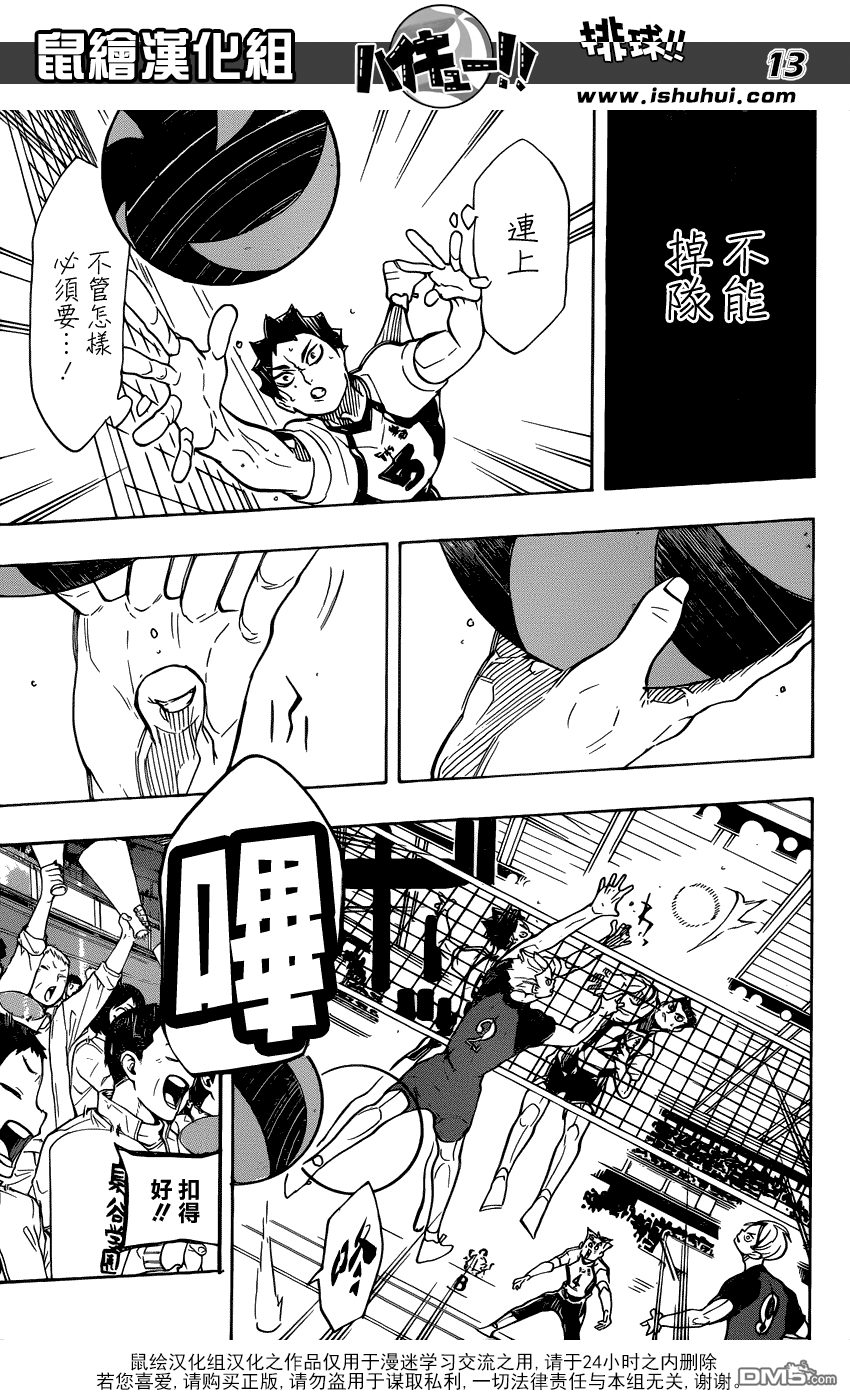 鼠繪漢化組
ハイキュー!!
排球!!
13
www.ishuhui.com
不能
掉隊
連上
不管怎樣
必須要…!
嗶
扣得
好!!
梟谷学園
2
4
B
鼠绘汉化组汉化之作品仅用于漫迷学习交流之用,请于24小时之内删除
若您喜爱,请购买正版,请勿盗用于谋取私利,一切法律责任与本组无关,谢谢.
DM5.com